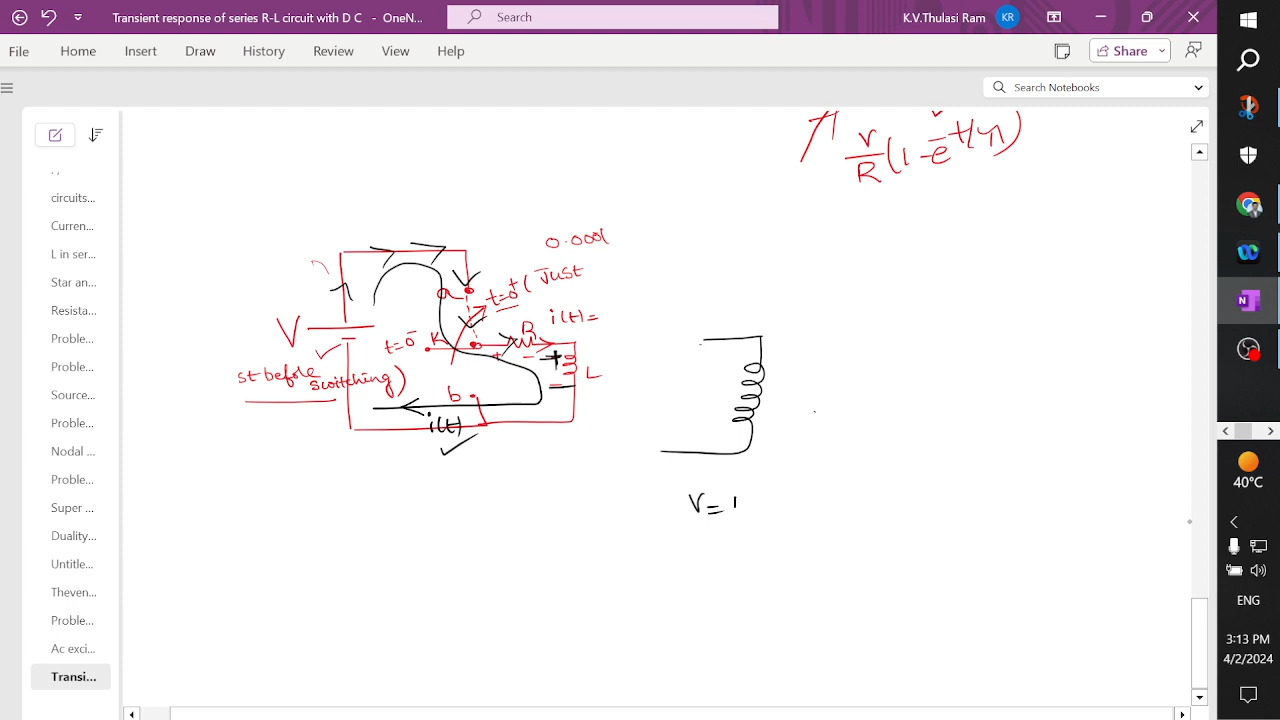 Transient response of series R-L circuit with D C - OneN...
Search
K.V.Thulasi Ram
KR
File Home Insert Draw History Review View Help
Share
Search Notebooks
circuits...
Curren...
L in ser...
Star an...
Resista...
Proble...
Proble...
Proble...
Source...
Proble...
Nodal ...
Proble...
Super ...
Duality...
Untitle...
Theven...
Proble...
Ac exci...
Transi...
V/R (1 - e
0.0001
a
t=0+ ( Just
i(t)=
V
t=0- K
R
+ -
+
L
-
st before
switching)
b
i(t)
V = 
40°C
ENG
3:13 PM
4/2/2024